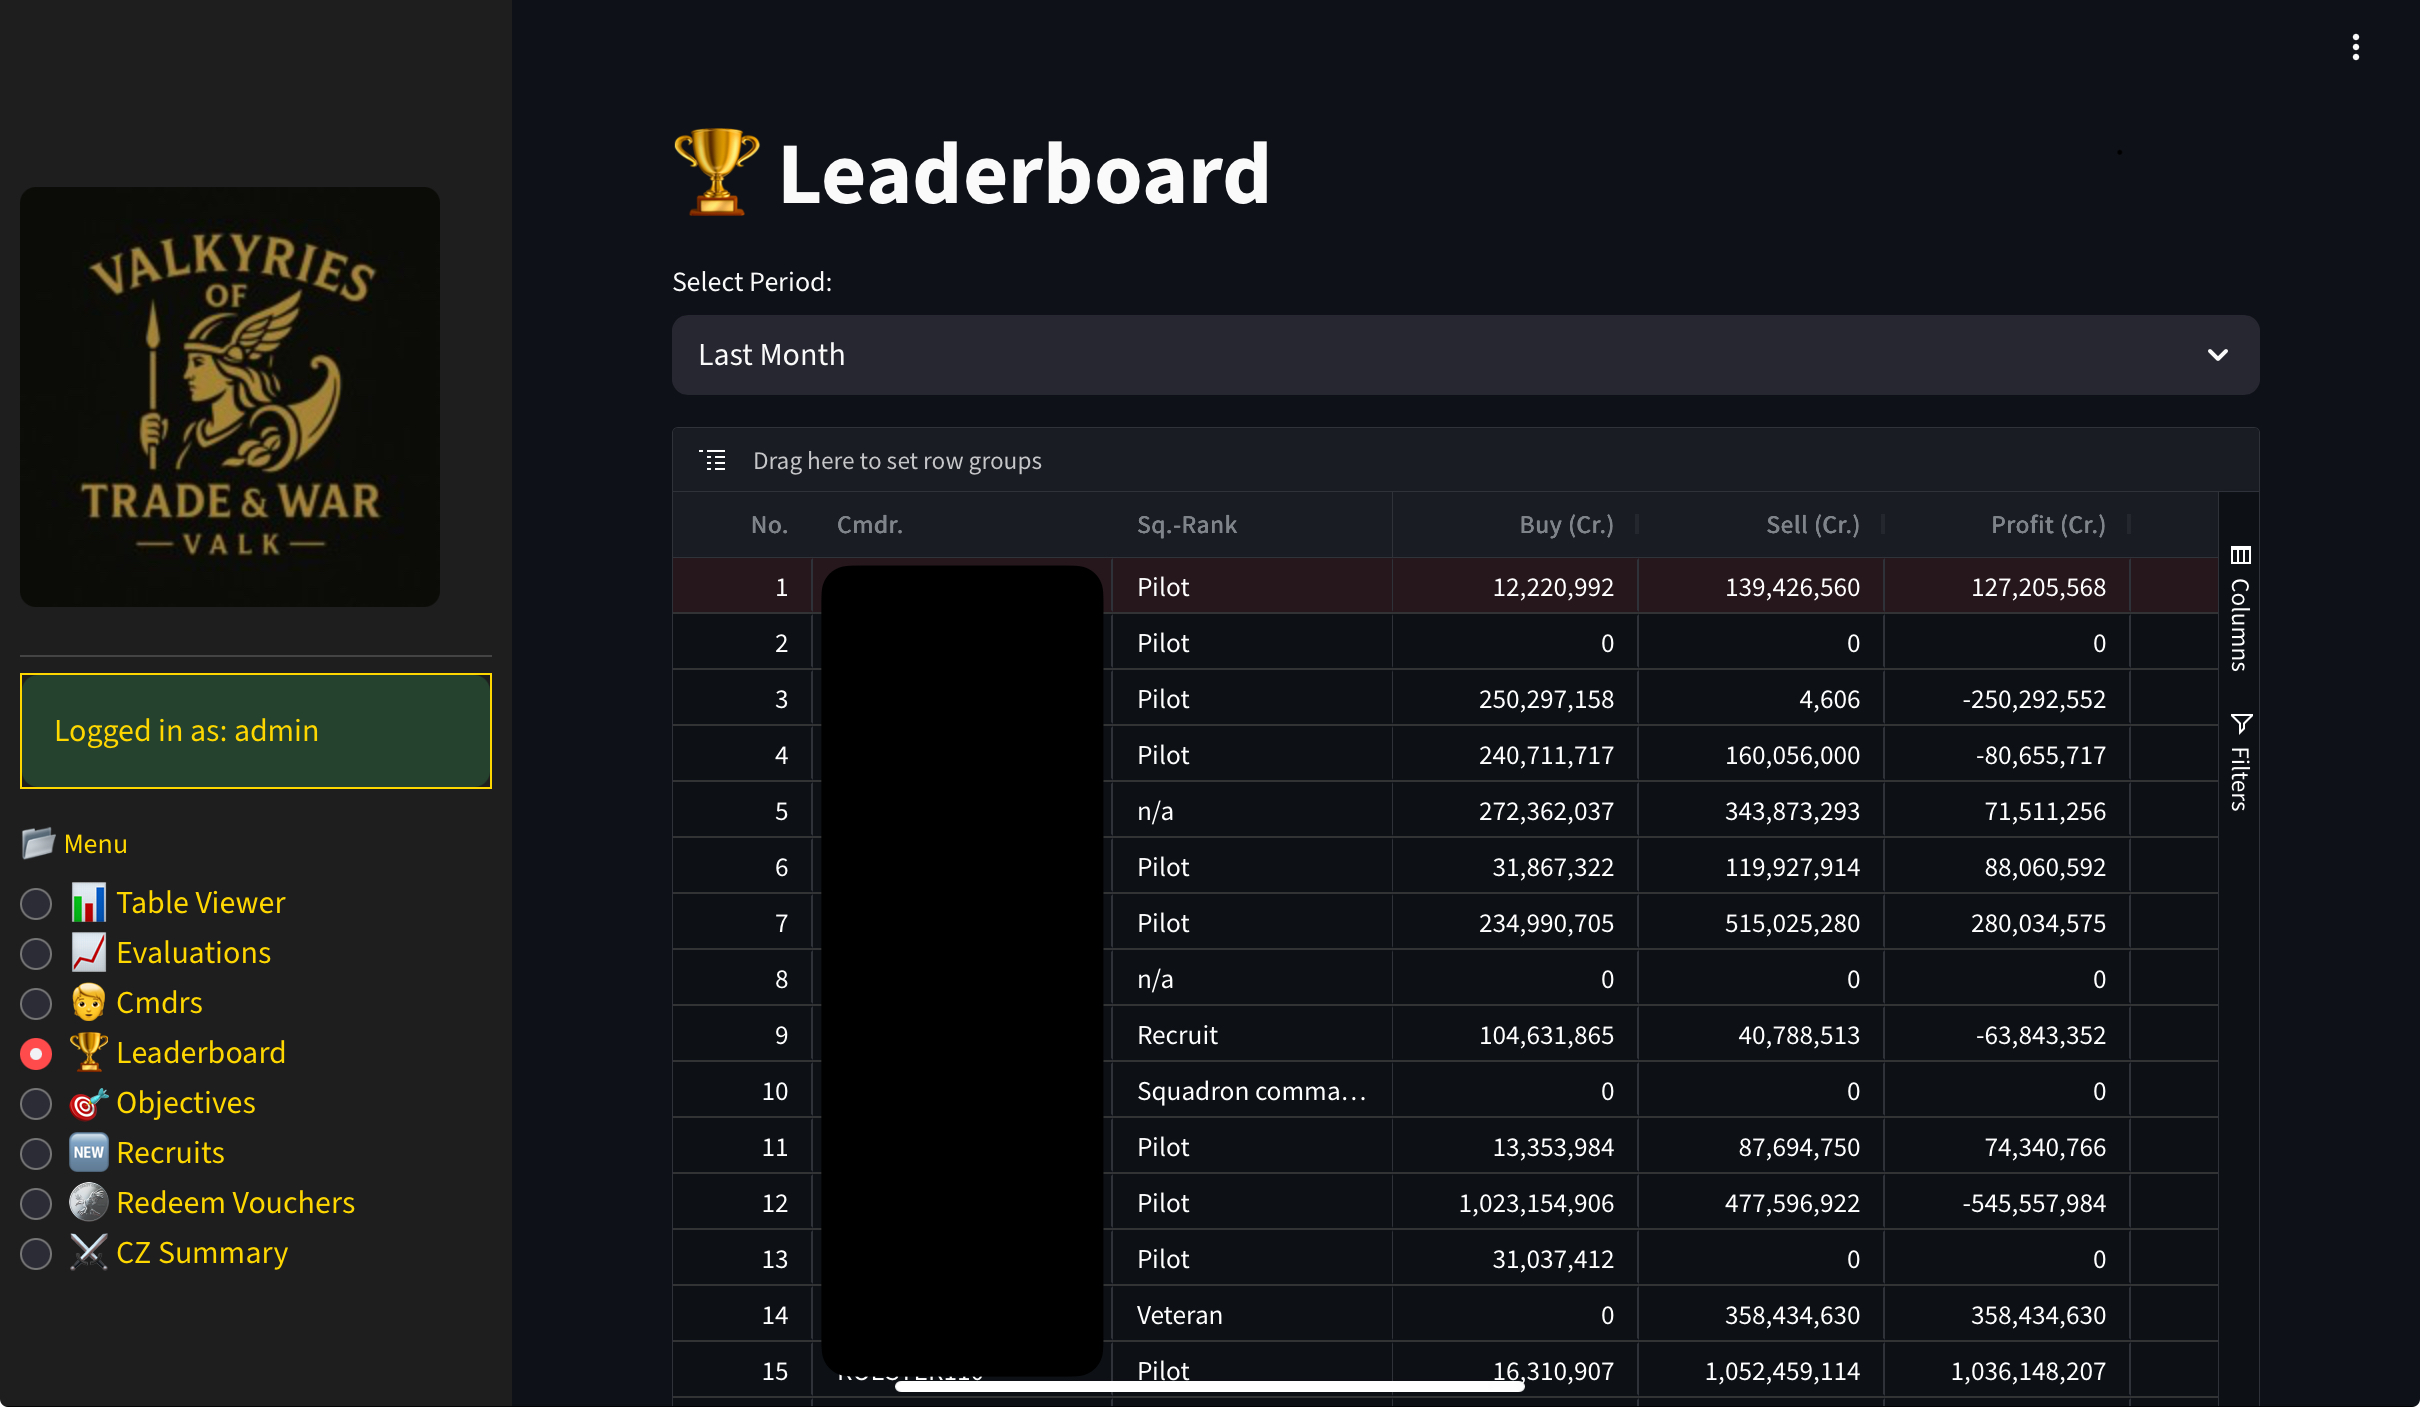 VALKYRIES
OF
TRADE & WAR
VALK
Logged in as: admin
Menu
Table Viewer
Evaluations
Cmdrs
Leaderboard
Objectives
NEW Recruits
Redeem Vouchers
CZ Summary
Leaderboard
Select Period:
Last Month
Drag here to set row groups
No. Cmdr. Sq.-Rank Buy (Cr.) Sell (Cr.) Profit (Cr.)
1 Pilot 12,220,992 139,426,560 127,205,568
2 Pilot 0 0 0
3 Pilot 250,297,158 4,606 -250,292,552
4 Pilot 240,711,717 160,056,000 -80,655,717
5 n/a 272,362,037 343,873,293 71,511,256
6 Pilot 31,867,322 119,927,914 88,060,592
7 Pilot 234,990,705 515,025,280 280,034,575
8 n/a 0 0 0
9 Recruit 104,631,865 40,788,513 -63,843,352
10 Squadron comma… 0 0 0
11 Pilot 13,353,984 87,694,750 74,340,766
12 Pilot 1,023,154,906 477,596,922 -545,557,984
13 Pilot 31,037,412 0 0
14 Veteran 0 358,434,630 358,434,630
15 Pilot 16,310,907 1,052,459,114 1,036,148,207
Columns
Filters